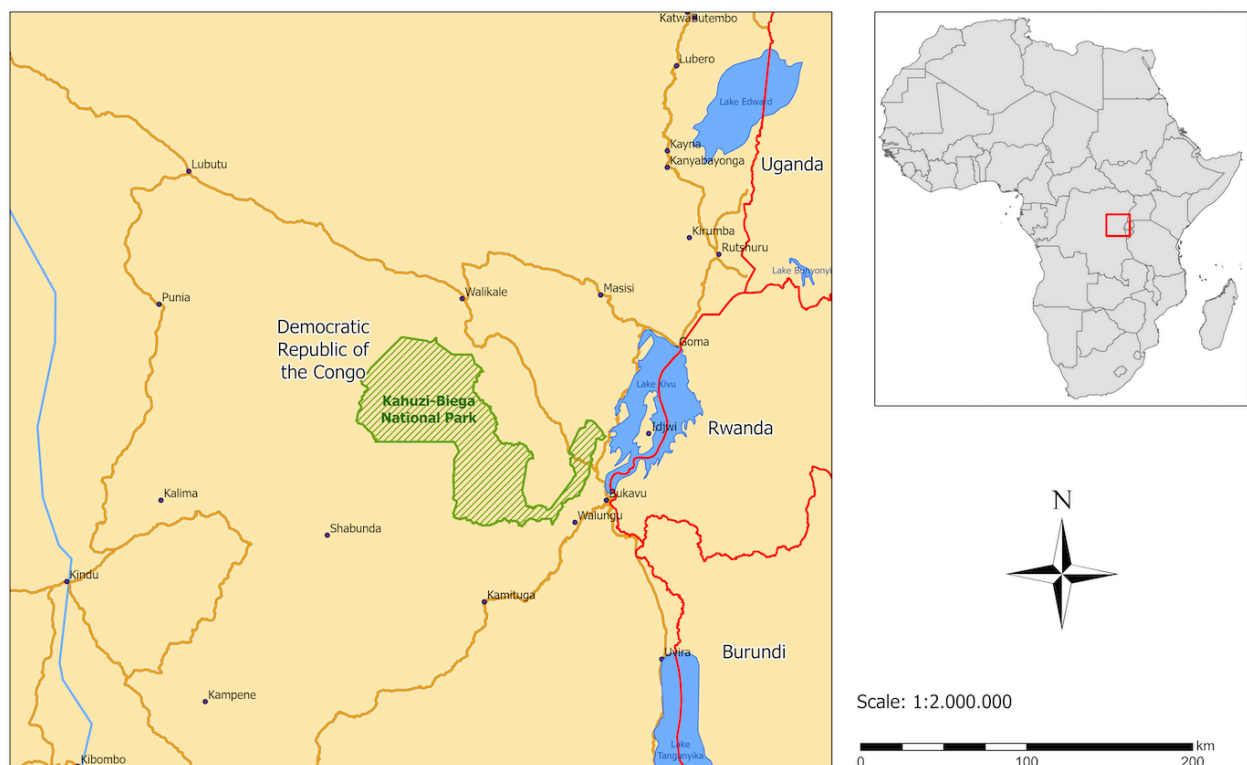 Katwa
Butembo
Lubero
Lake Edward
Kayna
Kanyabayonga
Uganda
Lubutu
Kirumba
Rutshuru
Lake Bunyonyi
Walikale
Masisi
Punia
Democratic
Republic of
the Congo
Goma
Lake Kivu
Kahuzi-Biega
National Park
Idjwi
Rwanda
Kalima
Bukavu
Walungu
Shabunda
Kindu
Kamituga
Uvira
Burundi
Kampene
Lake
Tanganyika
Kibombo
N
Scale: 1:2.000.000
km
0
100
200